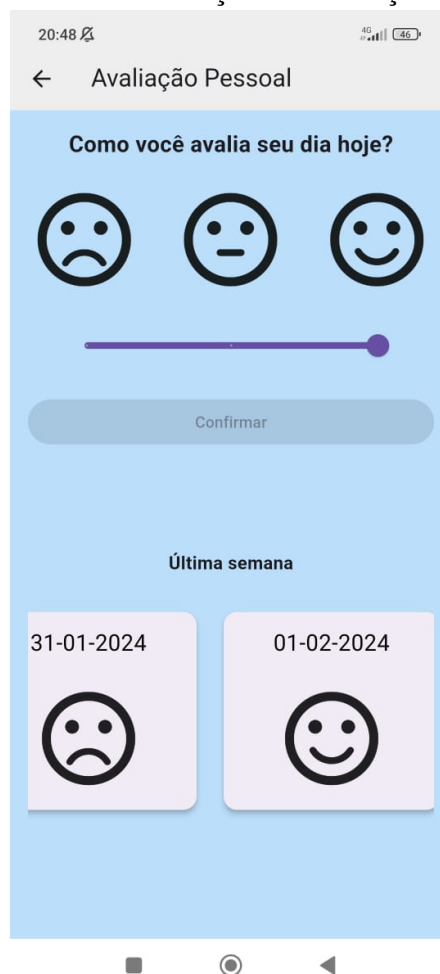 20:48
4G
46
Avaliação Pessoal
Como você avalia seu dia hoje?
Confirmar
Última semana
31-01-2024
01-02-2024